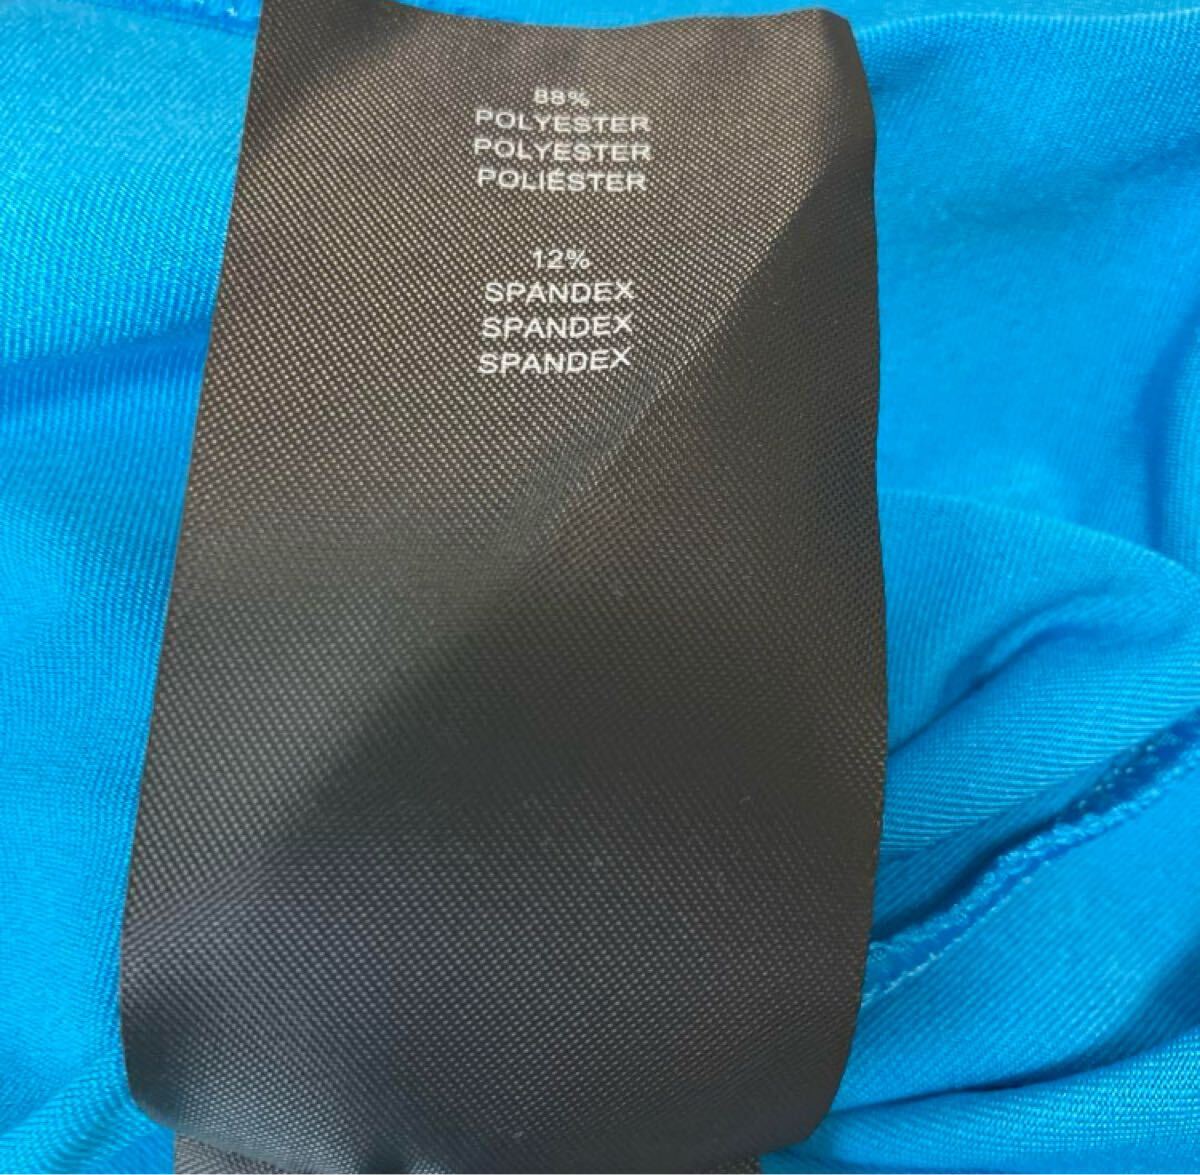 88%
POLYESTER
POLYESTER
POLIÉSTER
12%
SPANDEX
SPANDEX
SPANDEX